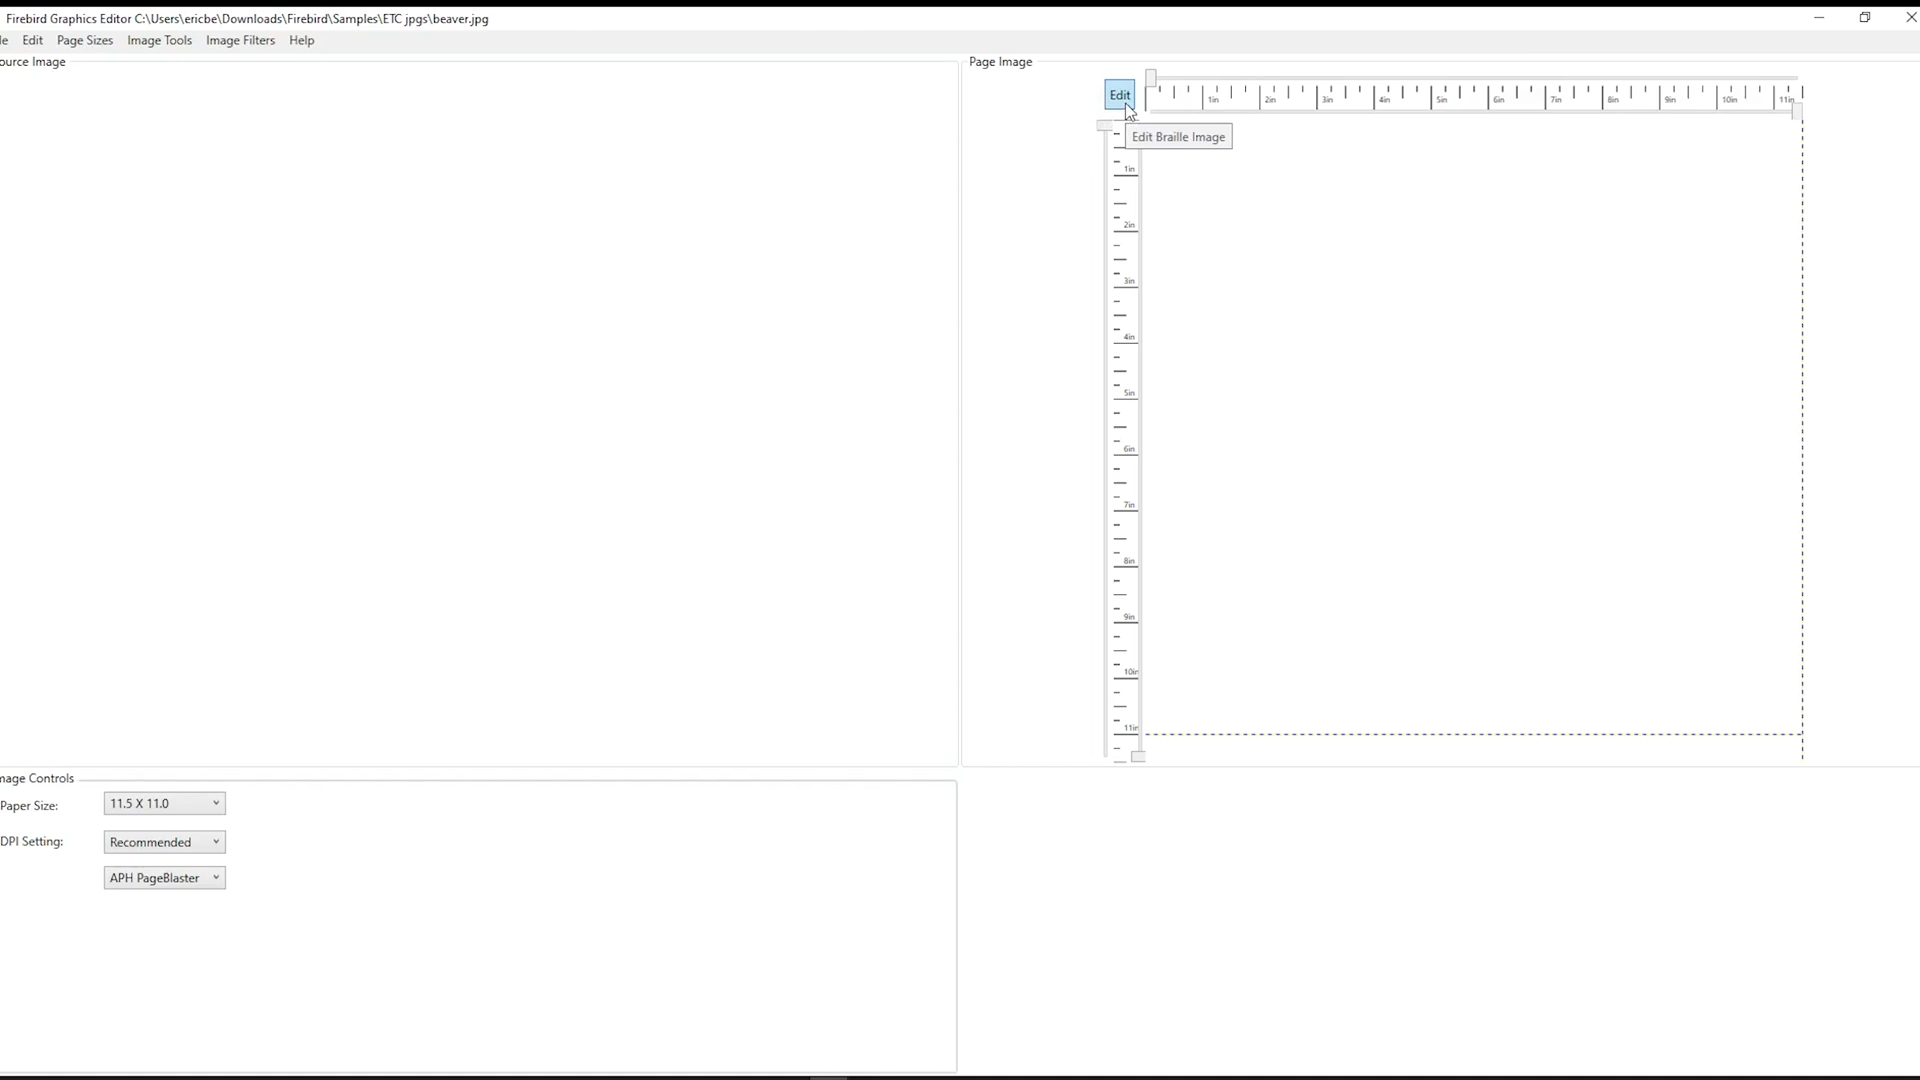 Firebird Graphics Editor C:\Users\ericbe\Downloads\Firebird\Samples\ETC jpgs\beaver.jpg
le Edit Page Sizes Image Tools Image Filters Help
ource Image
Page Image
Edit
1in 2in 3in 4in 5in 6in 7in 8in 9in 10in 11in
Edit Braille Image
1in
2in
3in
4in
5in
6in
7in
8in
9in
10in
11in
mage Controls
Paper Size: 11.5 X 11.0
DPI Setting: Recommended
APH PageBlaster